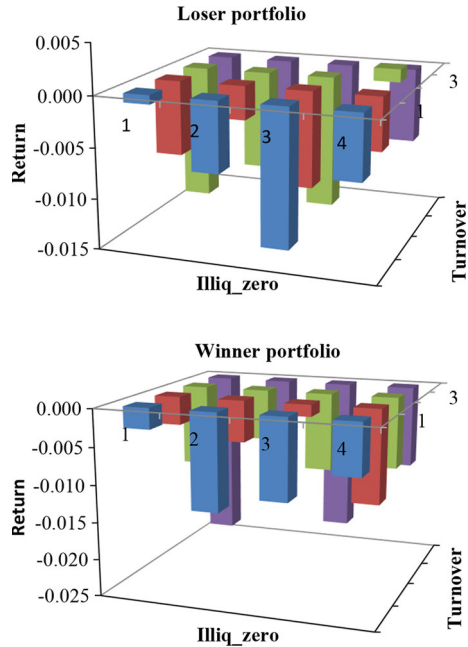 Loser portfolio
0.005
0.000
-0.005
-0.010
-0.015
Return
1
2
3
4
1
3
Illiq_zero
Turnover
Winner portfolio
0.000
-0.005
-0.010
-0.015
-0.020
-0.025
Return
1
2
3
4
1
3
Illiq_zero
Turnover